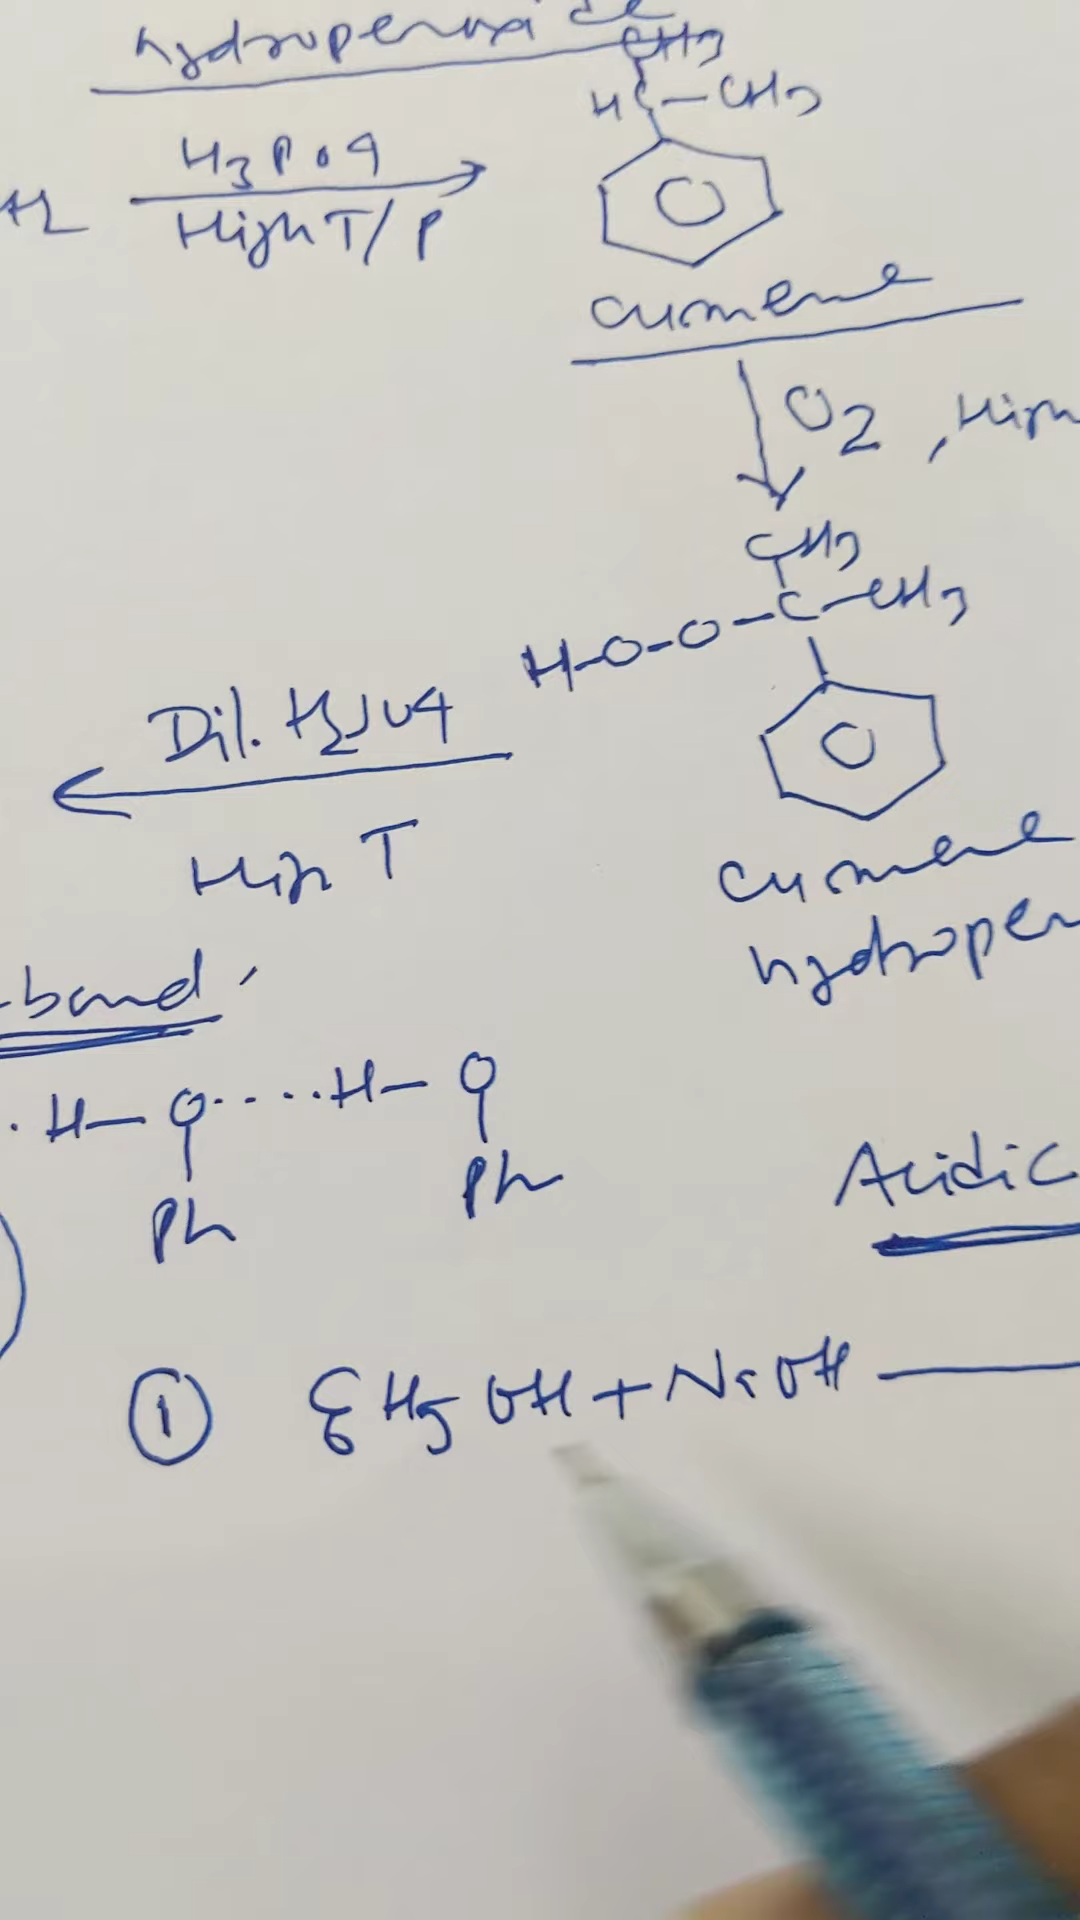 hydroperoxide
CH3
HC-CH3
H3PO4
High T/P
cumene
O2, High
CH3
H-O-O-C-CH3
Dil. H2SO4
High T
cumene
hydroper
-bond,
. H-O....H-O
Ph Ph
Acidic
① C6H5OH + NaOH